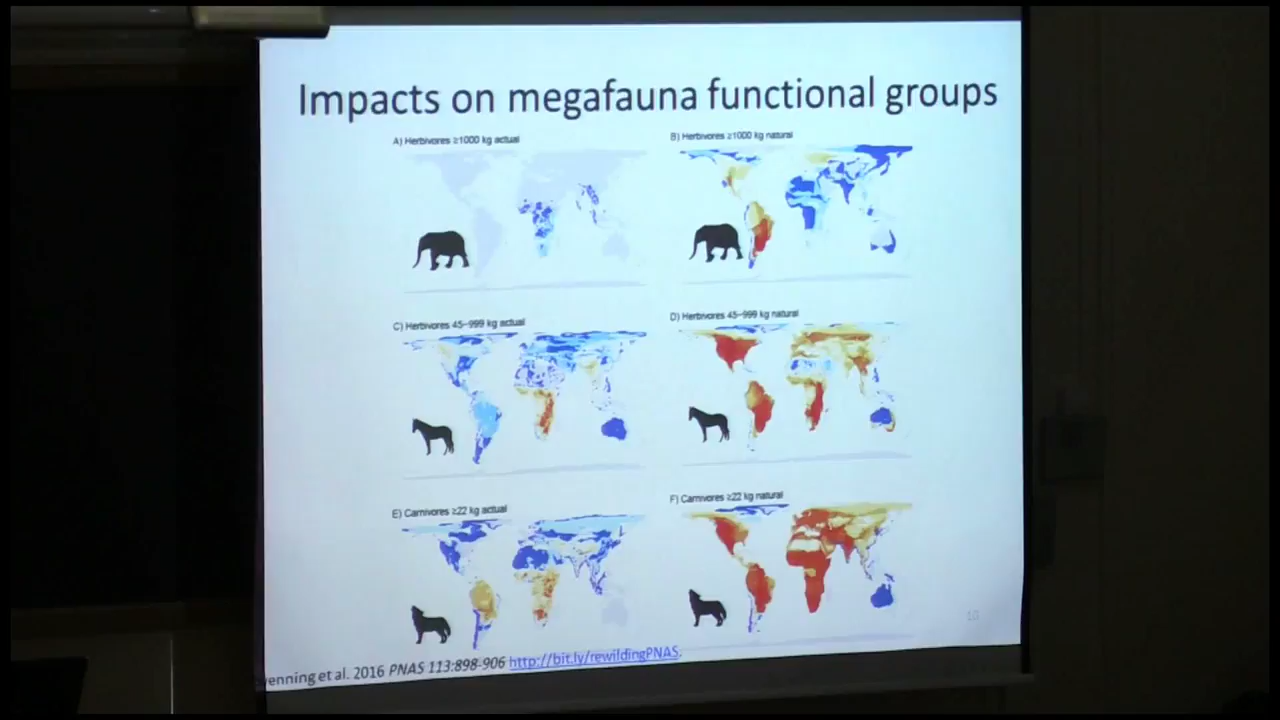 Impacts on megafauna functional groups
A) Herbivores ≥1000 kg actual
B) Herbivores ≥1000 kg natural
C) Herbivores 45–999 kg actual
D) Herbivores 45–999 kg natural
E) Carnivores ≥22 kg actual
F) Carnivores ≥22 kg natural
10
enning et al. 2016 PNAS 113:898-906 http://bit.ly/rewildingPNAS.